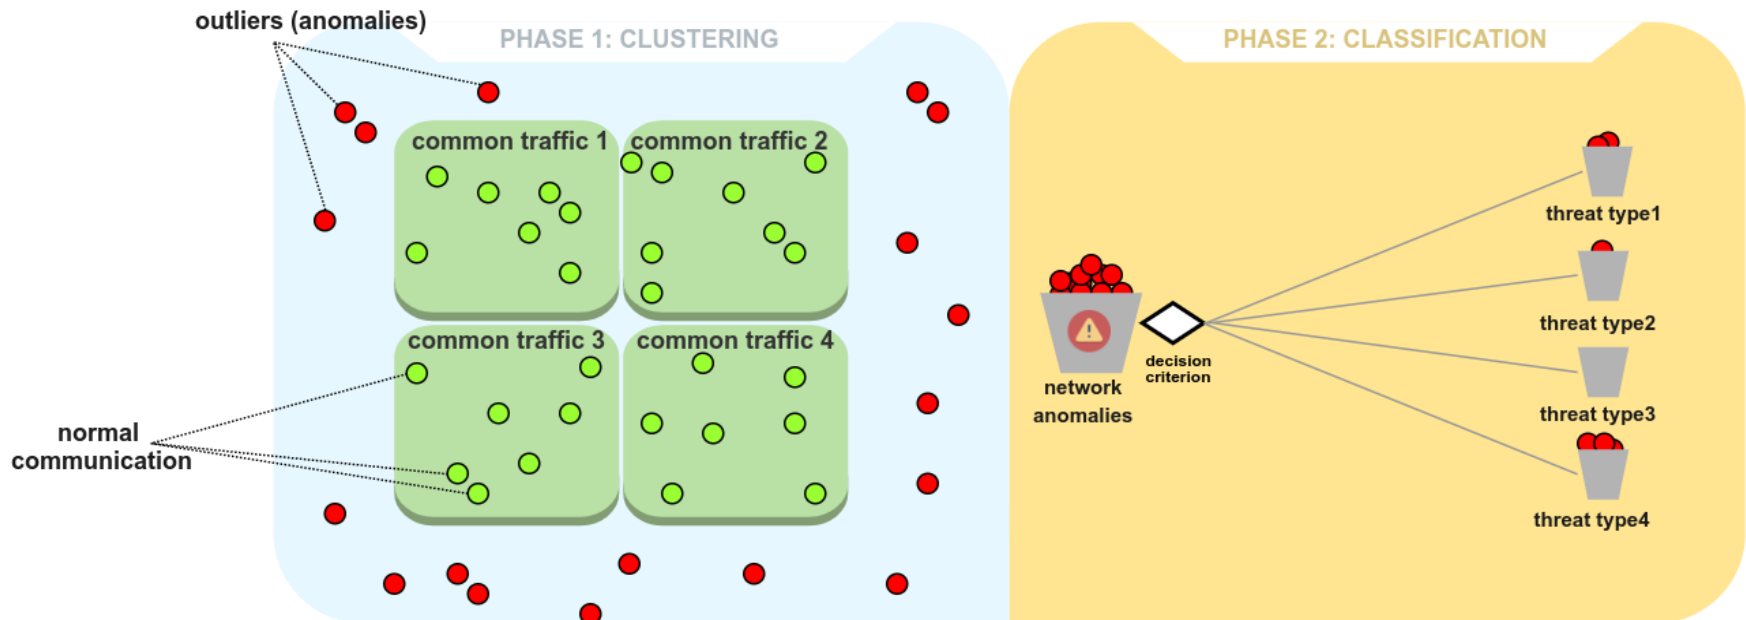 outliers (anomalies)
PHASE 1: CLUSTERING
PHASE 2: CLASSIFICATION
common traffic 1
common traffic 2
common traffic 3
common traffic 4
normal
communication
network
anomalies
decision
criterion
threat type1
threat type2
threat type3
threat type4